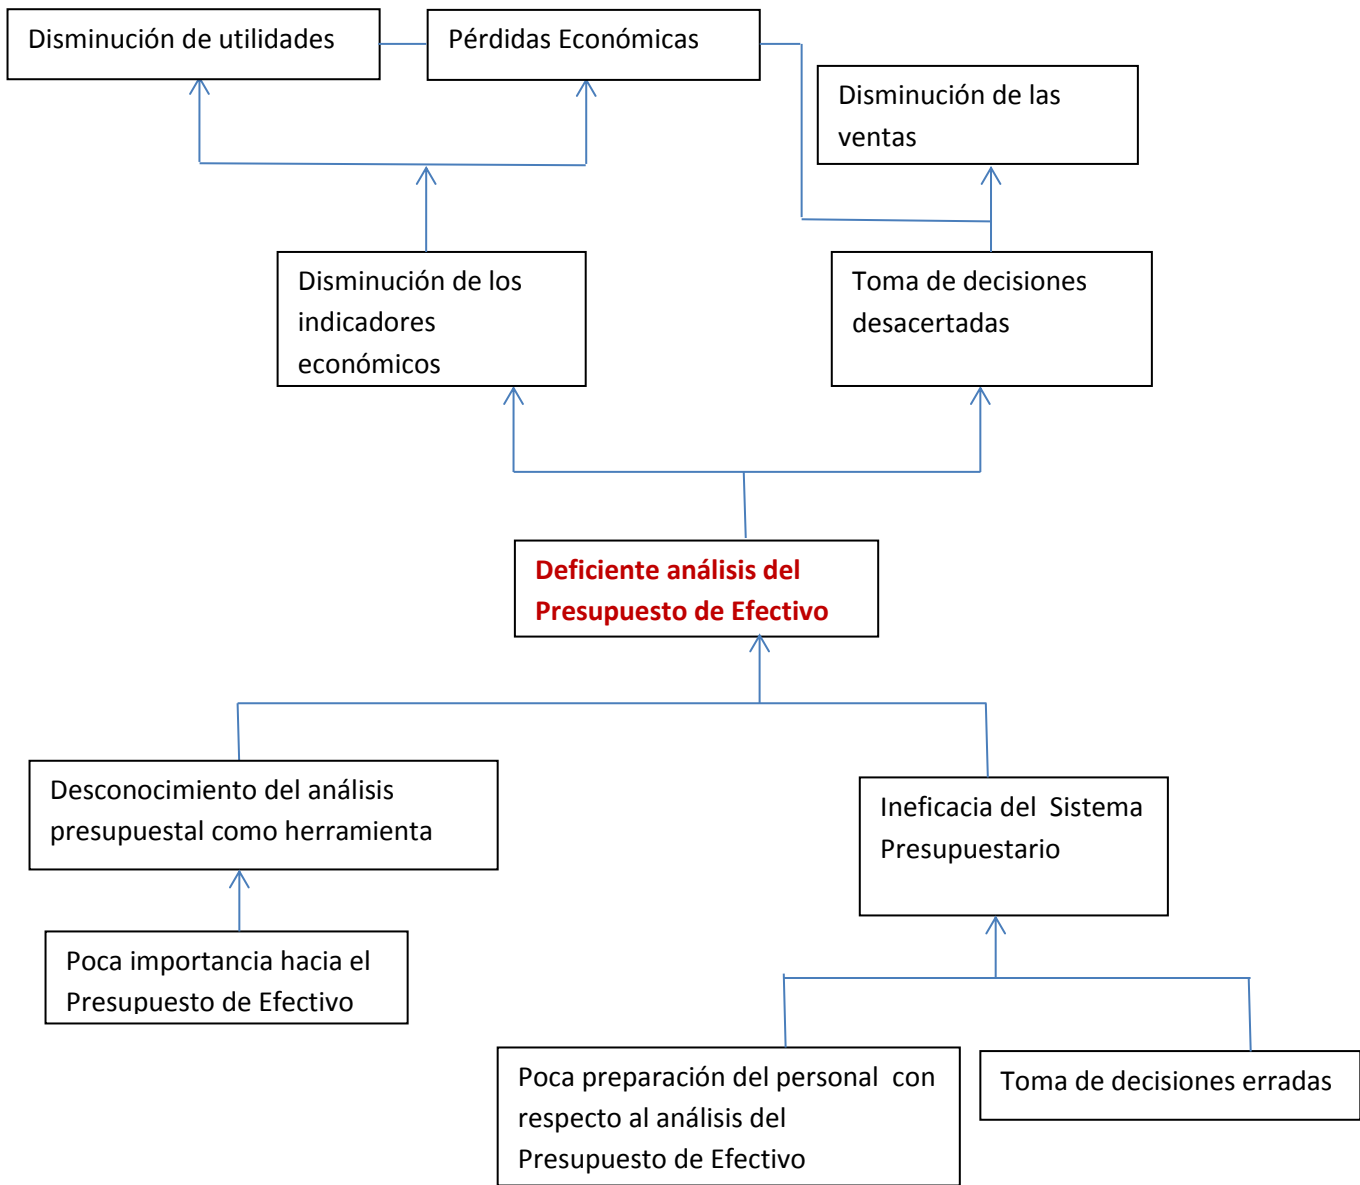 Disminución de utilidades
Pérdidas Económicas
Disminución de las
ventas
Disminución de los
indicadores
económicos
Toma de decisiones
desacertadas
Deficiente análisis del
Presupuesto de Efectivo
Desconocimiento del análisis
presupuestal como herramienta
Ineficacia del  Sistema
Presupuestario
Poca importancia hacia el
Presupuesto de Efectivo
Poca preparación del personal  con
respecto al análisis del
Presupuesto de Efectivo
Toma de decisiones erradas